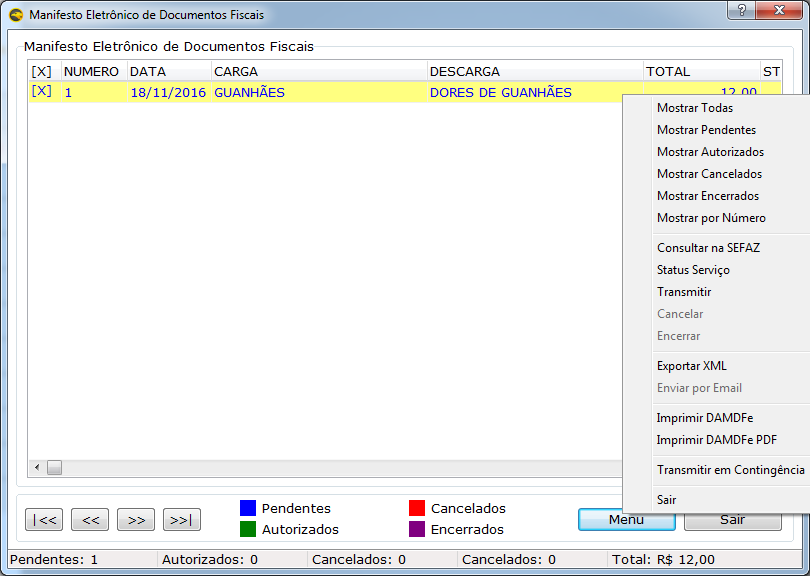 Manifesto Eletrônico de Documentos Fiscais
?
Manifesto Eletrônico de Documentos Fiscais
[X] NUMERO DATA CARGA DESCARGA TOTAL ST
[X] 1 18/11/2016 GUANHÃES DORES DE GUANHÃES 12,00
Mostrar Todas
Mostrar Pendentes
Mostrar Autorizados
Mostrar Cancelados
Mostrar Encerrados
Mostrar por Número
Consultar na SEFAZ
Status Serviço
Transmitir
Cancelar
Encerrar
Exportar XML
Enviar por Email
Imprimir DAMDFe
Imprimir DAMDFe PDF
Transmitir em Contingência
Sair
|<< << >> >>| Pendentes Cancelados Menu Sair
Autorizados Encerrados
Pendentes: 1 Autorizados: 0 Cancelados: 0 Cancelados: 0 Total: R$ 12,00